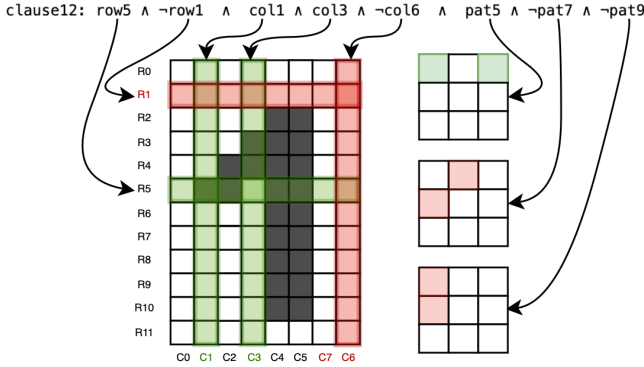 clause12: row5 ∧ ¬row1 ∧ col1 ∧ col3 ∧ ¬col6 ∧ pat5 ∧ ¬pat7 ∧ ¬pat9
R0
R1
R2
R3
R4
R5
R6
R7
R8
R9
R10
R11
C0 C1 C2 C3 C4 C5 C7 C6